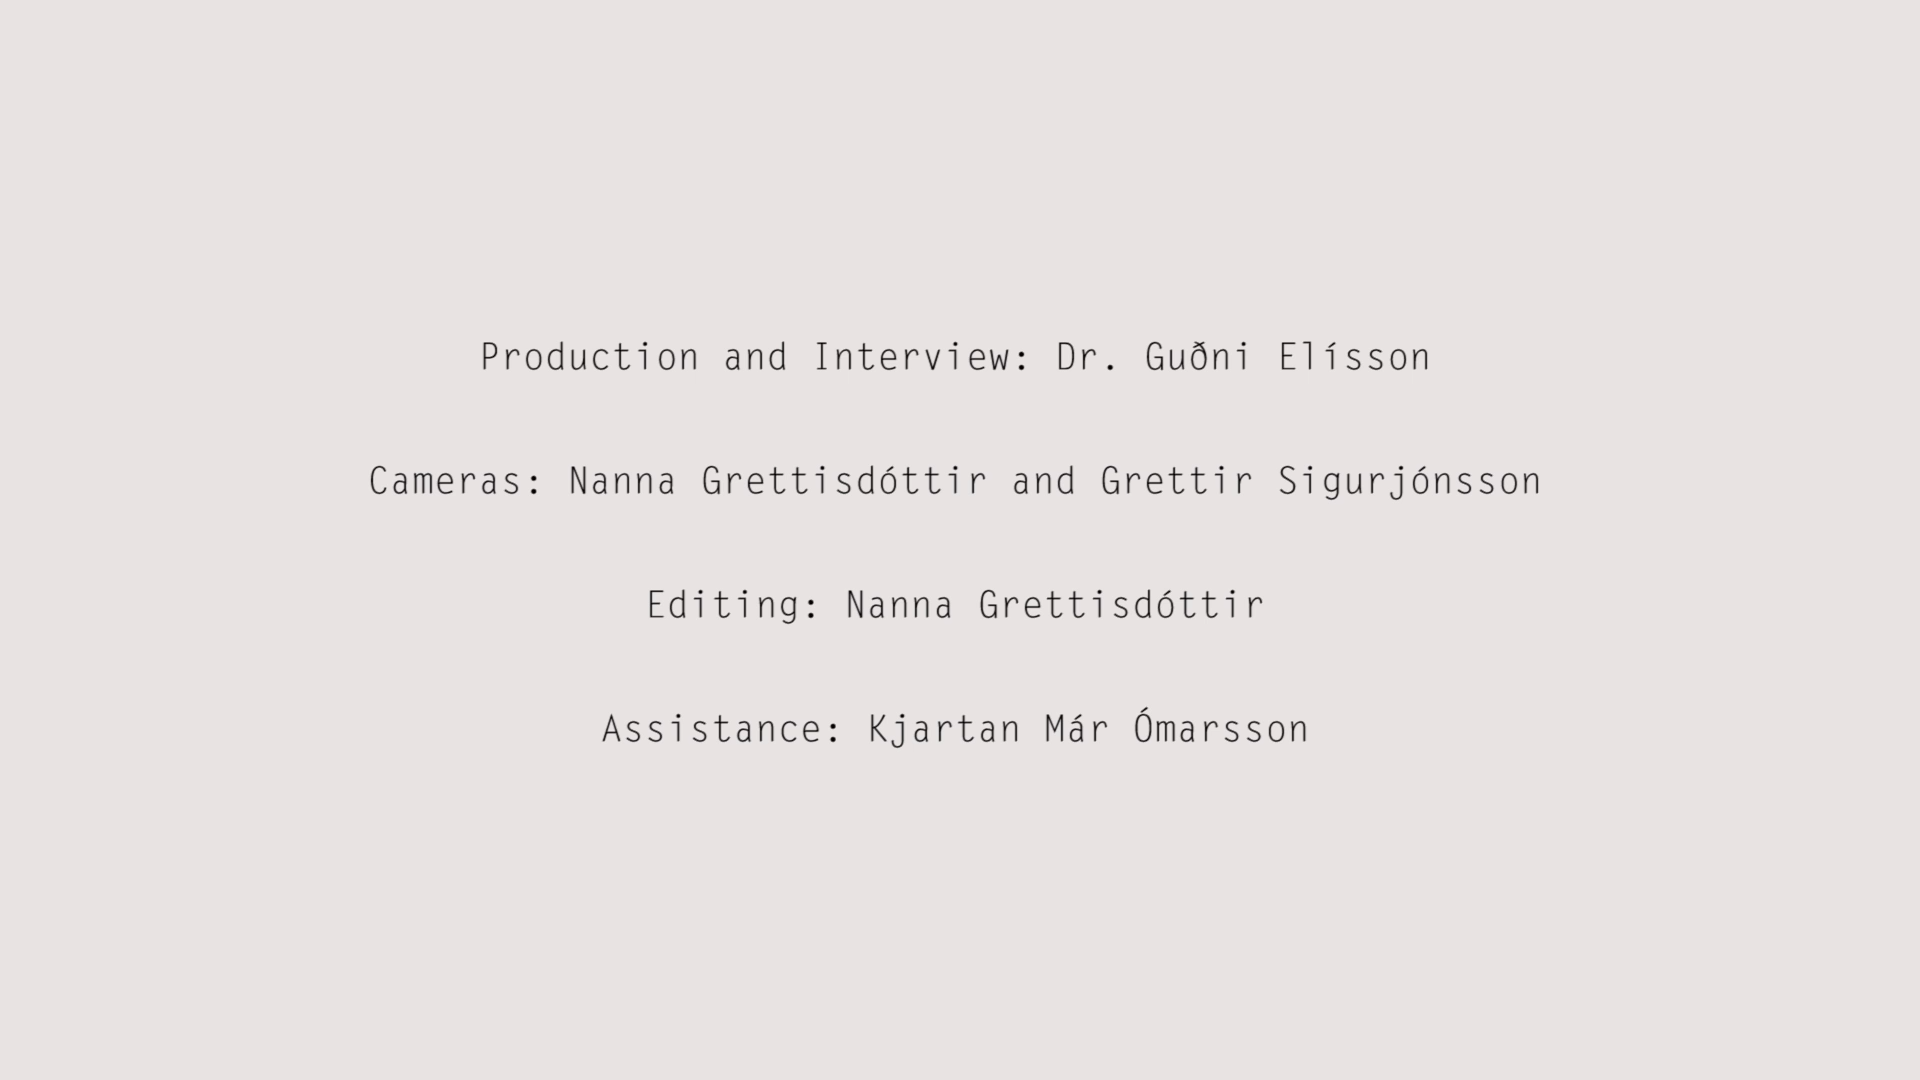 Production and Interview: Dr. Guðni Elísson
Cameras: Nanna Grettisdóttir and Grettir Sigurjónsson
Editing: Nanna Grettisdóttir
Assistance: Kjartan Már Ómarsson